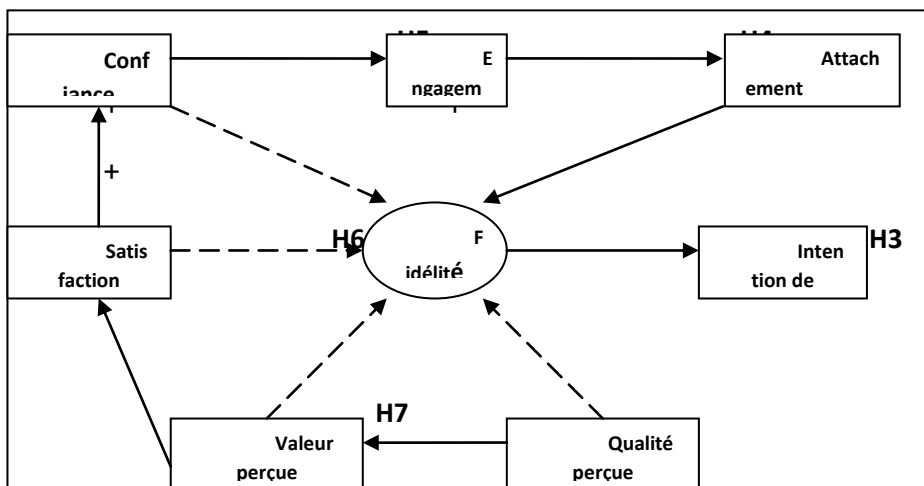 Conf
iance
E
ngagem
Attach
ement
+
Satis
faction
H6
F
idélité
Inten
tion de
H3
H7
Valeur
perçue
Qualité
perçue